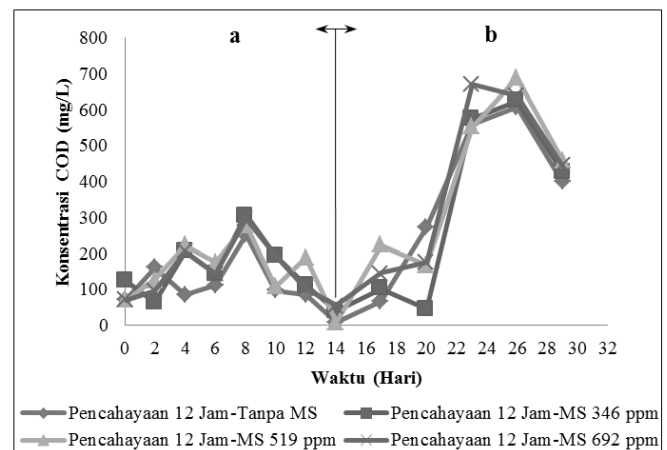 a b
Konsentrasi COD (mg/L)
800
700
600
500
400
300
200
100
0
0 2 4 6 8 10 12 14 16 18 20 22 24 26 28 30 32
Waktu (Hari)
Pencahayaan 12 Jam-Tanpa MS Pencahayaan 12 Jam-MS 346 ppm
Pencahayaan 12 Jam-MS 519 ppm Pencahayaan 12 Jam-MS 692 ppm